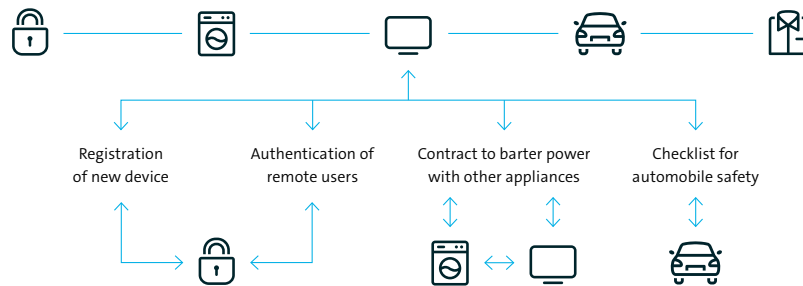 Registration
of new device
Authentication of
remote users
Contract to barter power
with other appliances
Checklist for
automobile safety